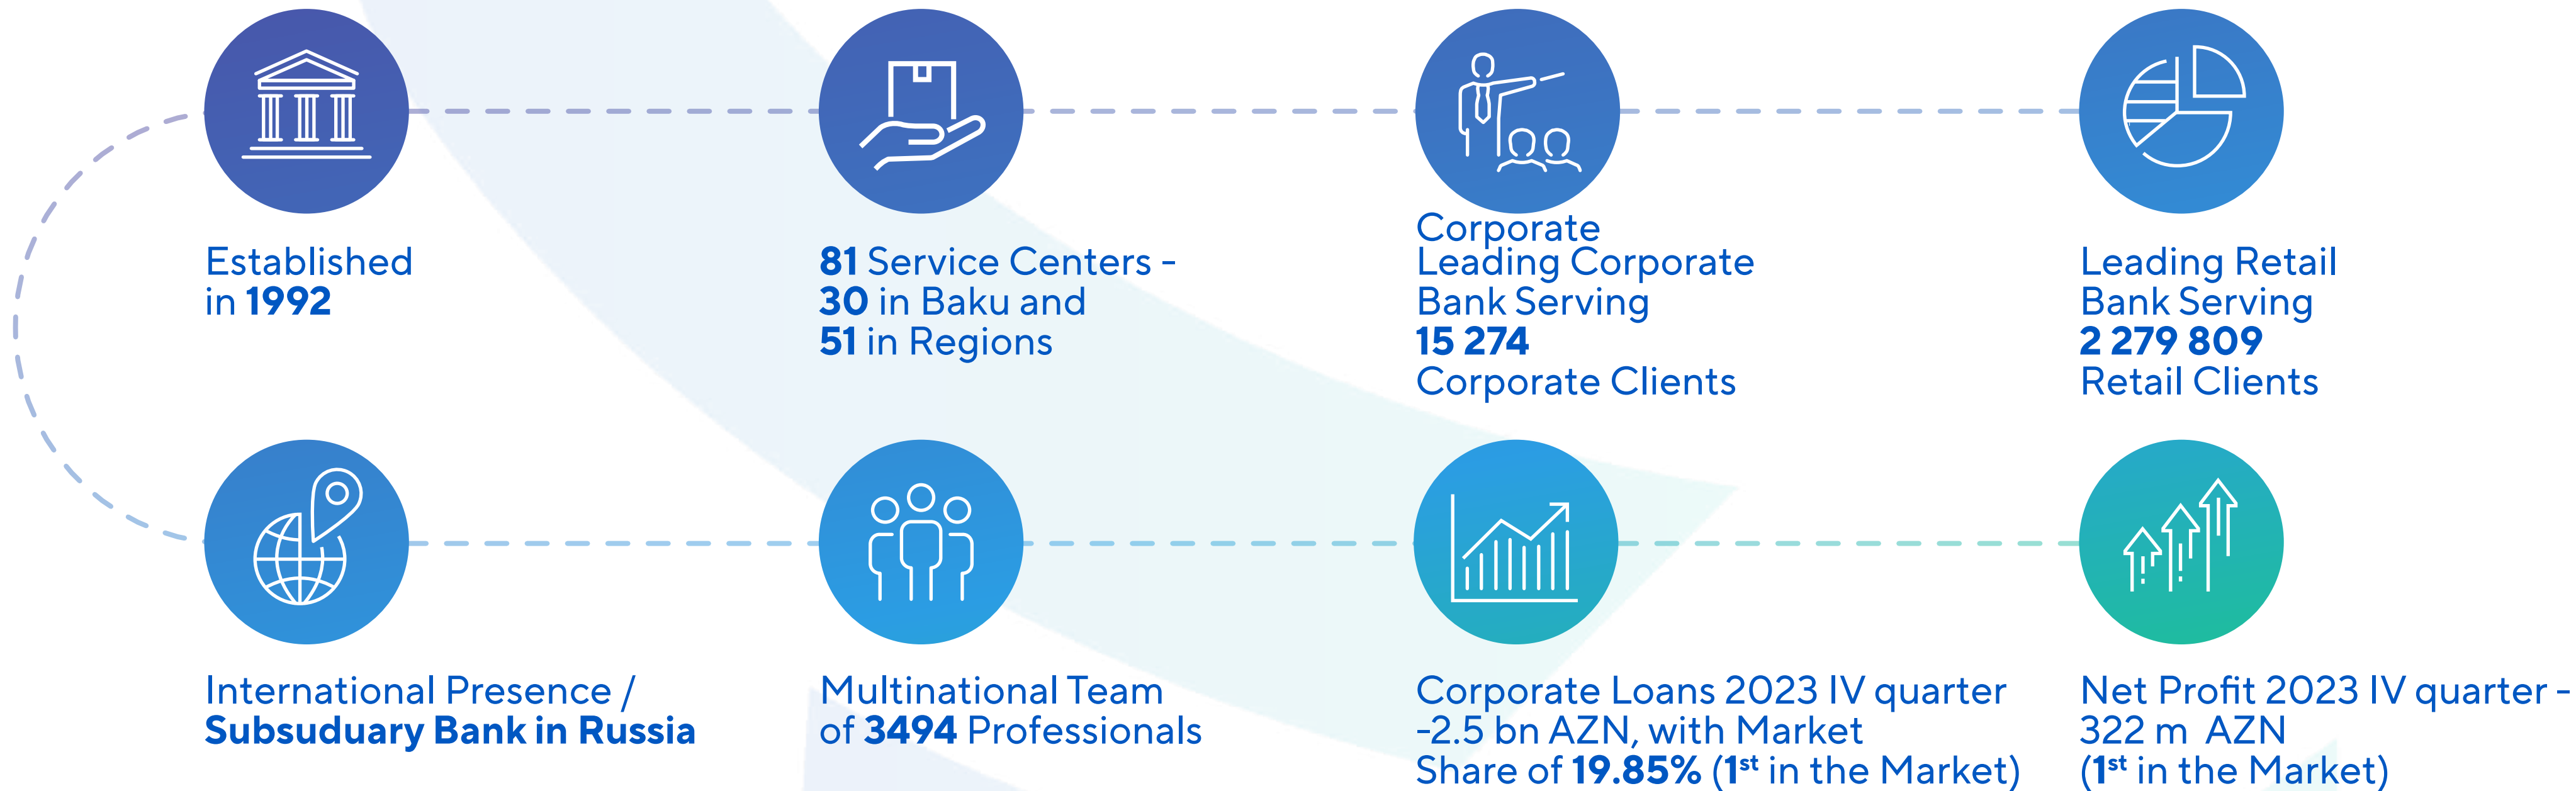 Established
in 1992
81 Service Centers -
30 in Baku and
51 in Regions
Corporate
Leading Corporate
Bank Serving
15 274
Corporate Clients
Leading Retail
Bank Serving
2 279 809
Retail Clients
International Presence /
Subsuduary Bank in Russia
Multinational Team
of 3494 Professionals
Corporate Loans 2023 IV quarter
-2.5 bn AZN, with Market
Share of 19.85% (1st in the Market)
Net Profit 2023 IV quarter -
322 m AZN
(1st in the Market)